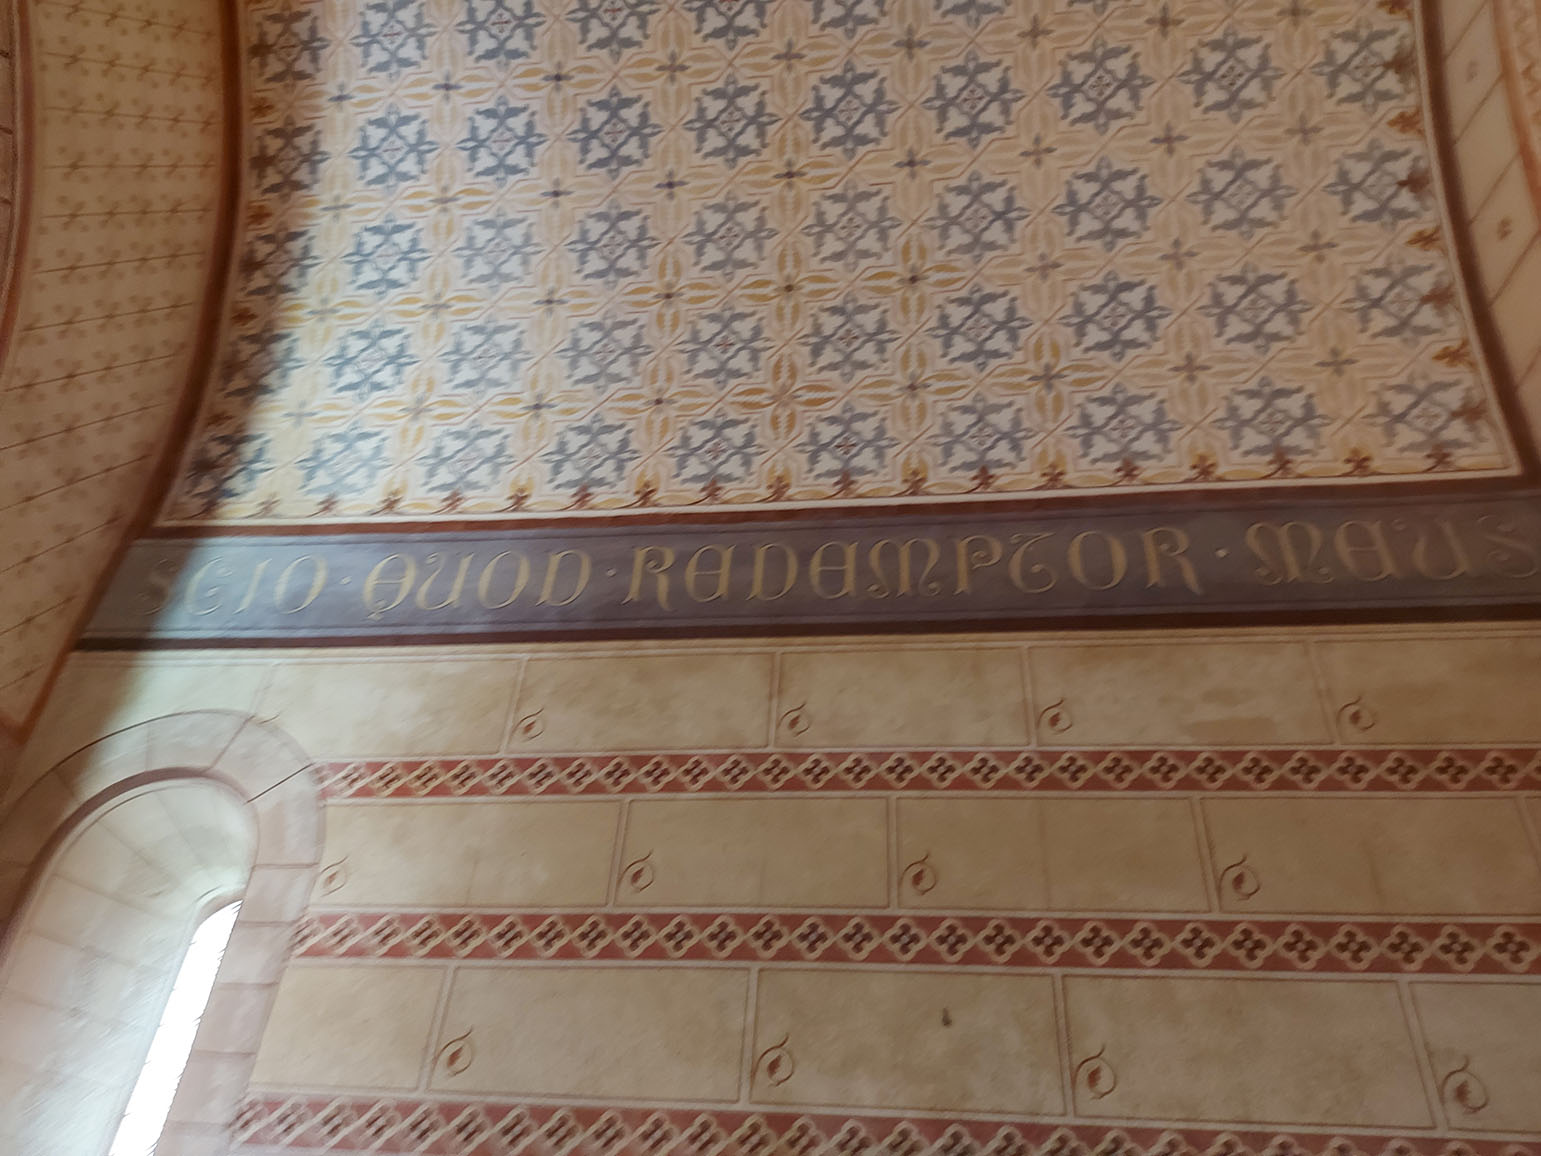 SCIO · QUOD · REDEMPTOR · MEUS